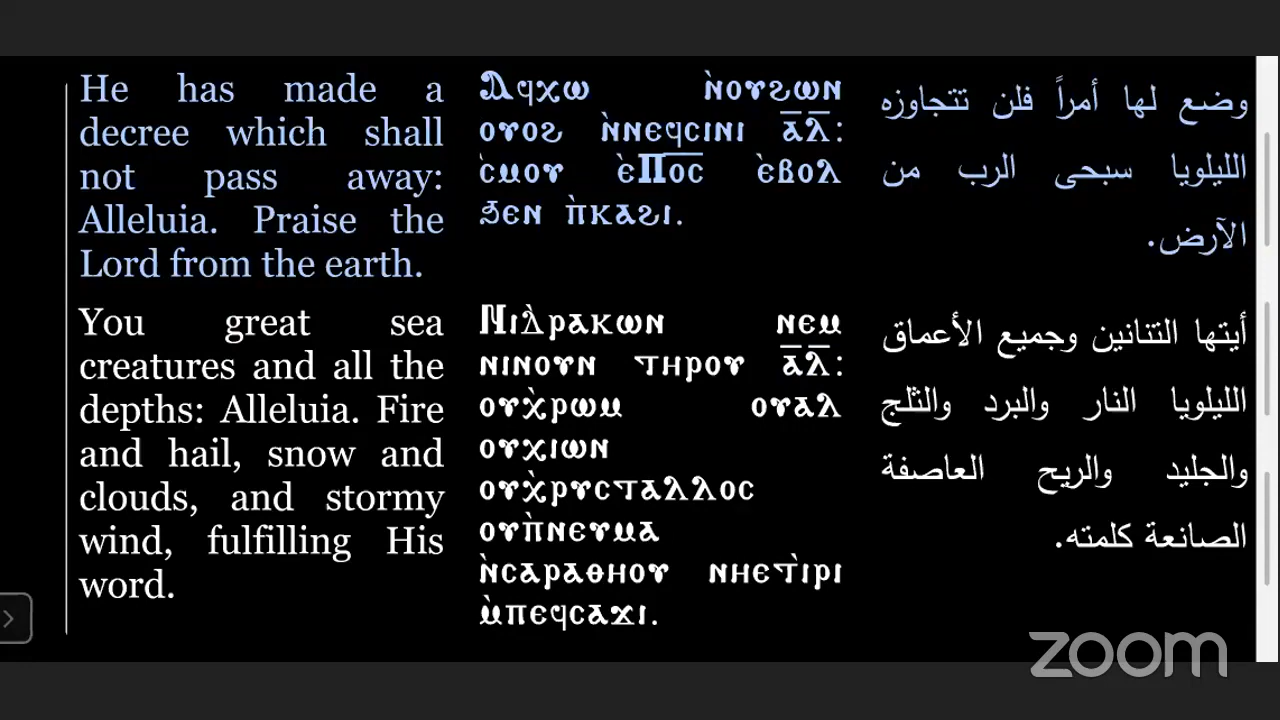 He has made a
decree which shall
not pass away:
Alleluia. Praise the
Lord from the earth.
Ⲁϥⲭⲱ ⲛ̀ⲟⲩϩⲱⲛ
ⲟⲩⲟϩ ⲛ̀ⲛⲉϥⲥⲓⲛⲓ ⲁ̅ⲗ̅:
ⲥ̀ⲙⲟⲩ ⲉ̀Ⲡⲟ̅ⲥ̅ ⲉ̀ⲃⲟⲗ
ϧⲉⲛ ⲡ̀ⲕⲁϩⲓ.
وضع لها أمراً فلن تتجاوزه
الليلويا سبحى الرب من
الآرض.
You great sea
creatures and all the
depths: Alleluia. Fire
and hail, snow and
clouds, and stormy
wind, fulfilling His
word.
Ⲛⲓⲇ̀ⲣⲁⲕⲱⲛ ⲛⲉⲙ
ⲛⲓⲛⲟⲩⲛ ⲧⲏⲣⲟⲩ ⲁ̅ⲗ̅:
ⲟⲩⲭ̀ⲣⲱⲙ ⲟⲩⲁⲗ
ⲟⲩⲭⲓⲱⲛ
ⲟⲩⲭ̀ⲣⲩⲥⲧⲁⲗⲗⲟⲥ
ⲟⲩⲡ̀ⲛⲉⲩⲙⲁ
ⲛ̀ⲥⲁⲣⲁⲑⲏⲟⲩ ⲛⲏⲉⲧⲓ̀ⲣⲓ
ⲙ̀ⲡⲉϥⲥⲁϫⲓ.
أيتها التنانين وجميع الأعماق
الليلويا النار والبرد والثلج
والجليد والريح العاصفة
الصانعة كلمته.
zoom